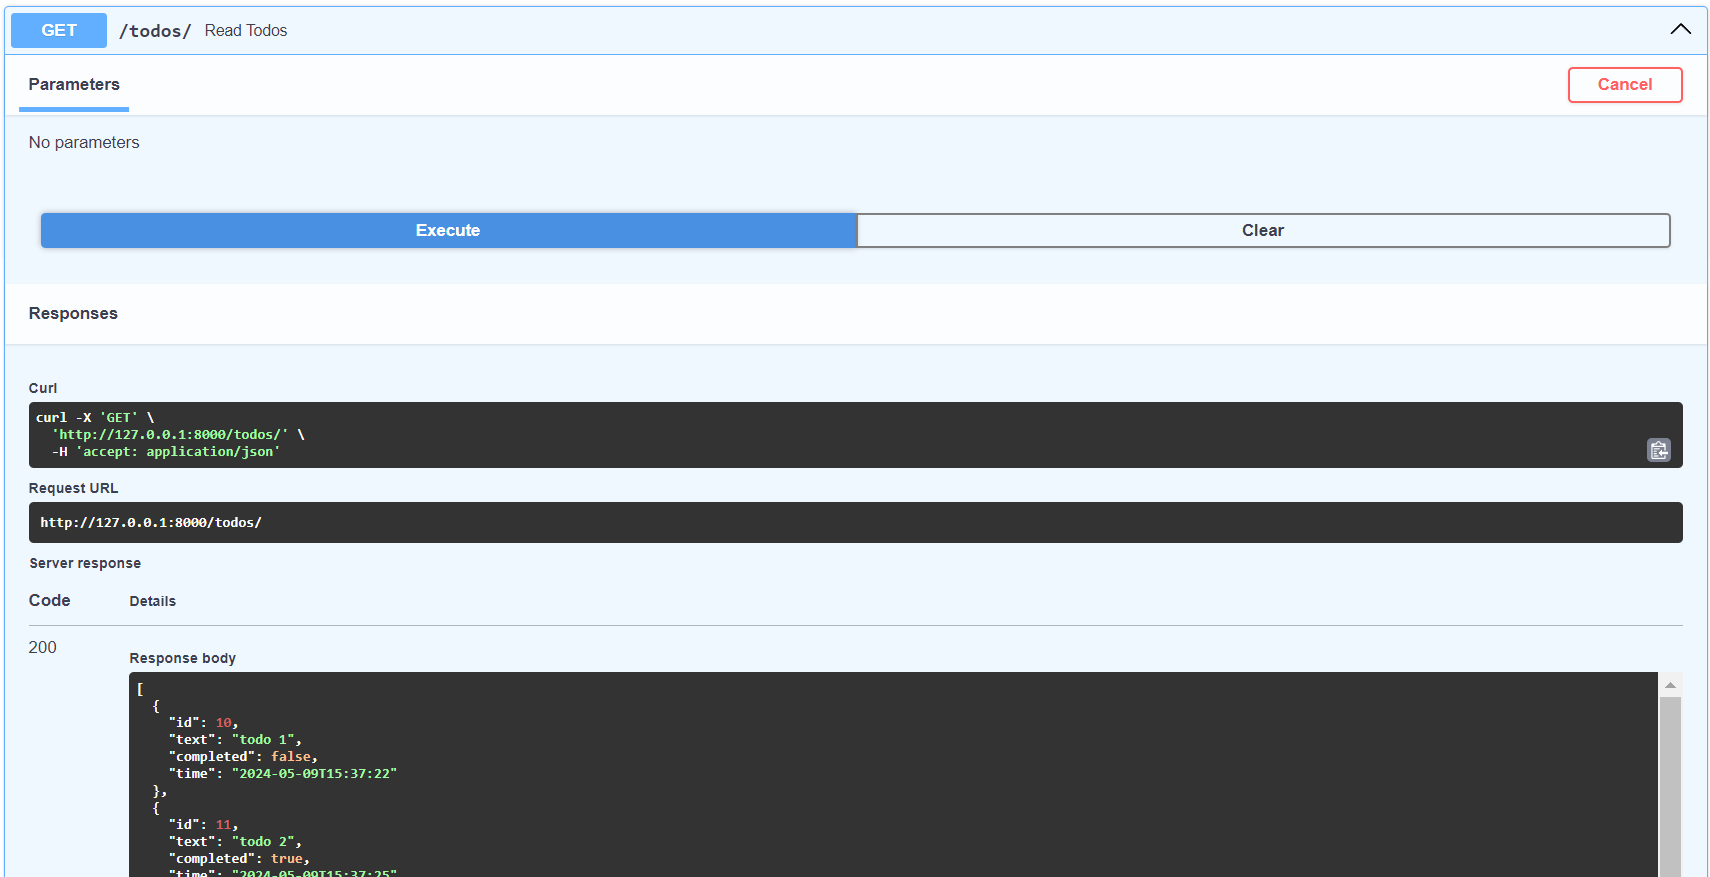 GET /todos/ Read Todos
Parameters
Cancel
No parameters
Execute
Clear
Responses
Curl
curl -X 'GET' \
  'http://127.0.0.1:8000/todos/' \
  -H 'accept: application/json'
Request URL
http://127.0.0.1:8000/todos/
Server response
Code Details
200
Response body
[
  {
    "id": 10,
    "text": "todo 1",
    "completed": false,
    "time": "2024-05-09T15:37:22"
  },
  {
    "id": 11,
    "text": "todo 2",
    "completed": true,
    "time": "2024-05-09T15:37:25"